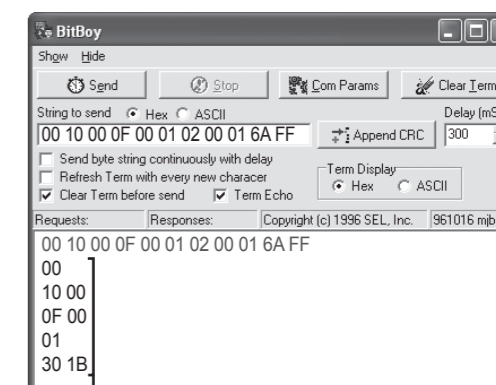 BitBoy
Show Hide
Send Stop Com Params Clear Term
String to send Hex ASCII Delay (mS
00 10 00 0F 00 01 02 00 01 6A FF Append CRC 300
Send byte string continuously with delay
Refresh Term with every new characer Term Display
Clear Term before send Term Echo Hex ASCII
Requests: Responses: Copyright (c) 1996 SEL, Inc. 961016 mjb
00 10 00 0F 00 01 02 00 01 6A FF
00
10 00
0F 00
01
30 1B